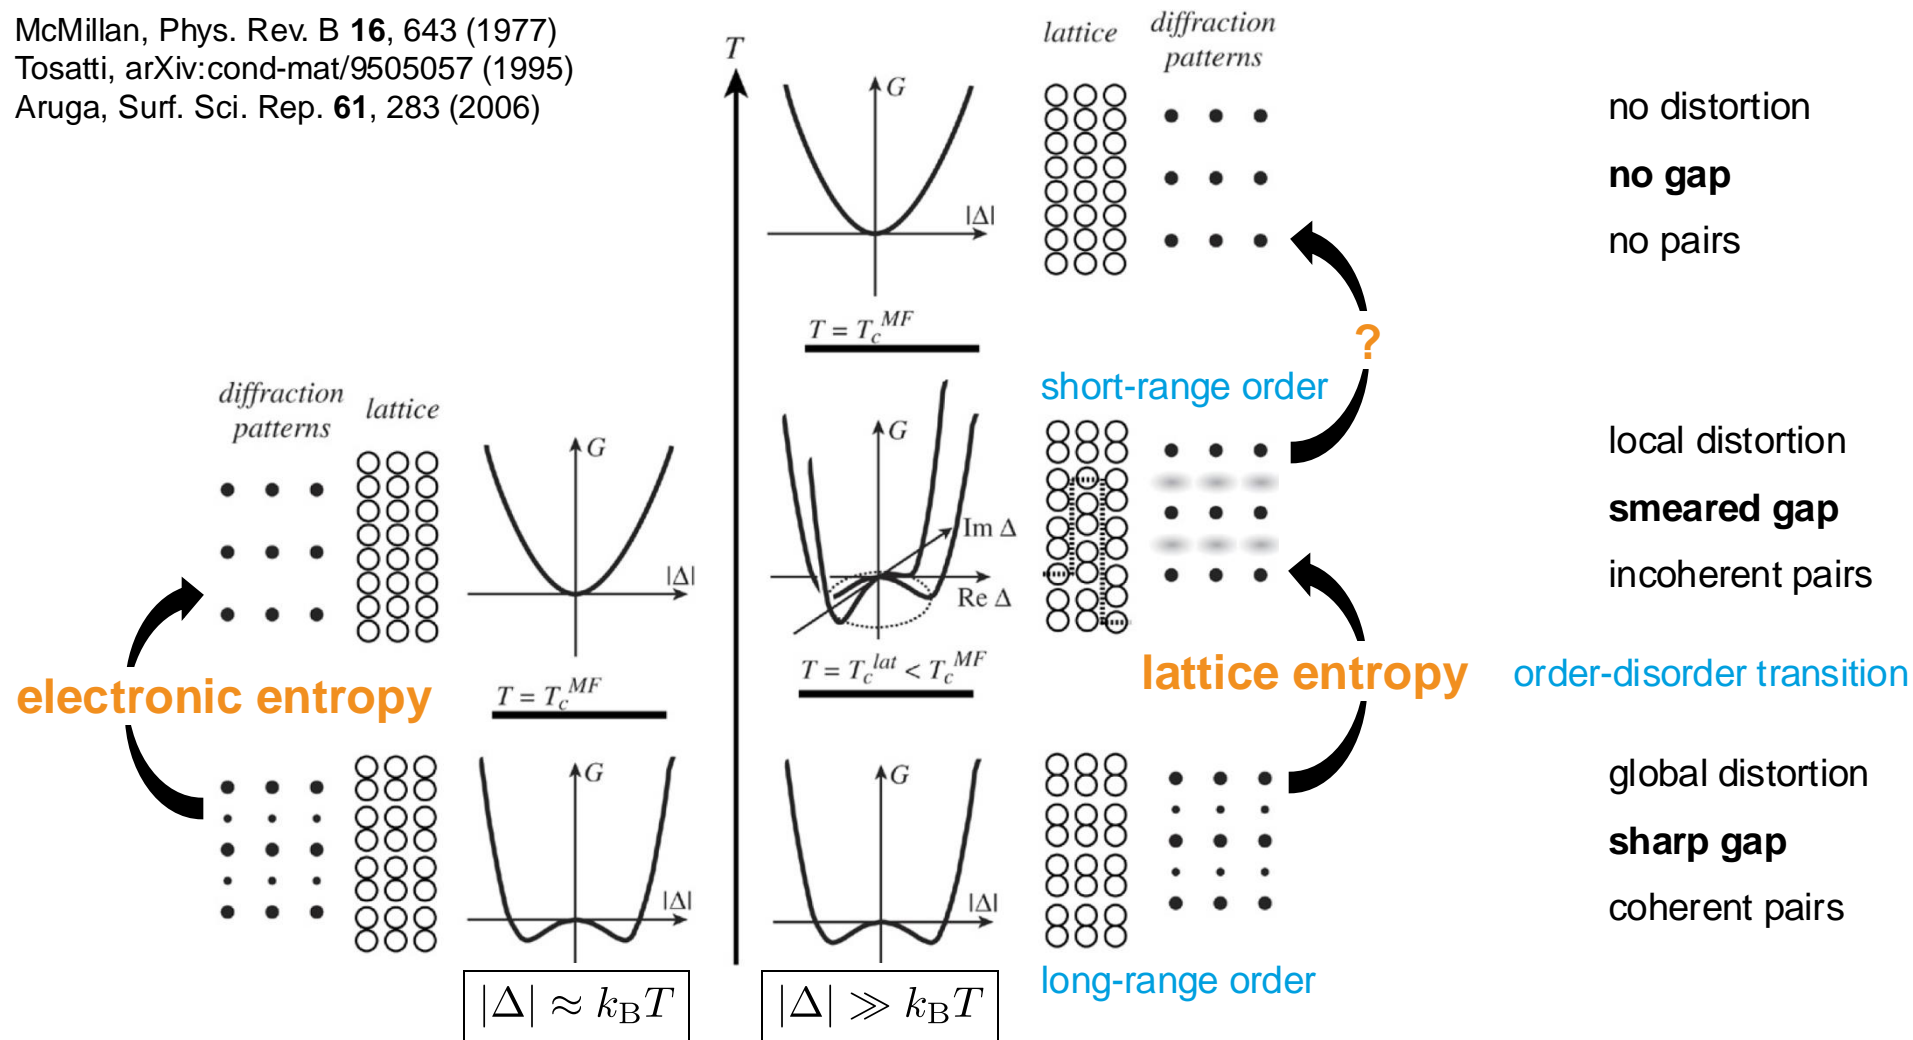 McMillan, Phys. Rev. B 16, 643 (1977)
Tosatti, arXiv:cond-mat/9505057 (1995)
Aruga, Surf. Sci. Rep. 61, 283 (2006)
T
G
|Δ|
lattice
diffraction
patterns
no distortion
no gap
no pairs
T = T_c^{MF}
?
short-range order
G
Im Δ
Re Δ
local distortion
smeared gap
incoherent pairs
diffraction
patterns
lattice
G
|Δ|
T = T_c^{lat} < T_c^{MF}
lattice entropy
order-disorder transition
electronic entropy
T = T_c^{MF}
G
|Δ|
G
|Δ|
global distortion
sharp gap
coherent pairs
long-range order
|Δ| ≈ k_B T
|Δ| ≫ k_B T